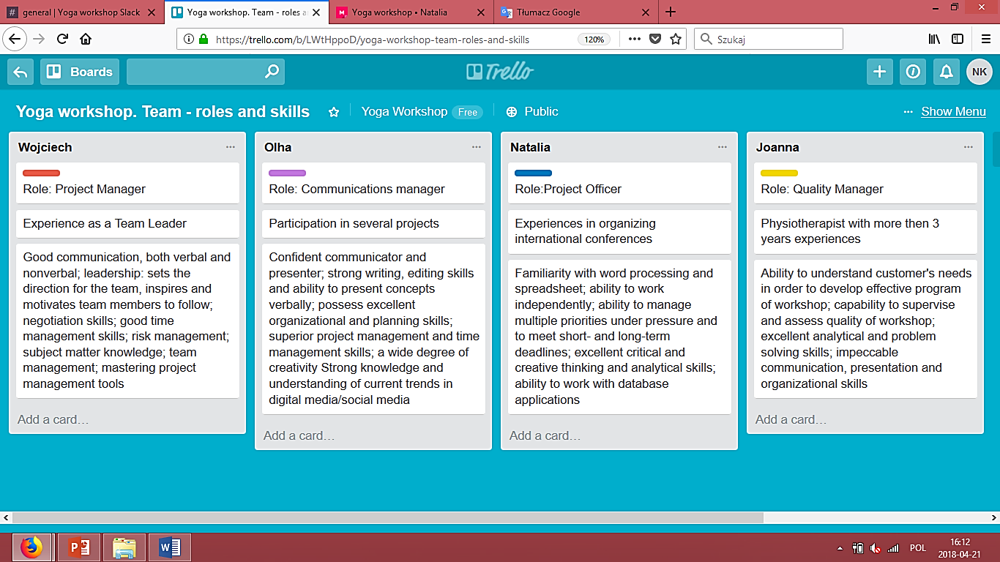 general | Yoga workshop Slack
Yoga workshop. Team - roles a
Yoga workshop • Natalia
Tłumacz Google
https://trello.com/b/LWtHppoD/yoga-workshop-team-roles-and-skills
120%
Szukaj
Boards
Trello
NK
Yoga workshop. Team - roles and skills
Yoga Workshop Free
Public
Show Menu
Wojciech
Role: Project Manager
Experience as a Team Leader
Good communication, both verbal and
nonverbal; leadership: sets the
direction for the team, inspires and
motivates team members to follow;
negotiation skills; good time
management skills; risk management;
subject matter knowledge; team
management; mastering project
management tools
Add a card...
Olha
Role: Communications manager
Participation in several projects
Confident communicator and
presenter; strong writing, editing skills
and ability to present concepts
verbally; possess excellent
organizational and planning skills;
superior project management and time
management skills; a wide degree of
creativity Strong knowledge and
understanding of current trends in
digital media/social media
Add a card...
Natalia
Role:Project Officer
Experiences in organizing
international conferences
Familiarity with word processing and
spreadsheet; ability to work
independently; ability to manage
multiple priorities under pressure and
to meet short- and long-term
deadlines; excellent critical and
creative thinking and analytical skills;
ability to work with database
applications
Add a card...
Joanna
Role: Quality Manager
Physiotherapist with more then 3
years experiences
Ability to understand customer's needs
in order to develop effective program
of workshop; capability to supervise
and assess quality of workshop;
excellent analytical and problem
solving skills; impeccable
communication, presentation and
organizational skills
Add a card...
POL
16:12
2018-04-21